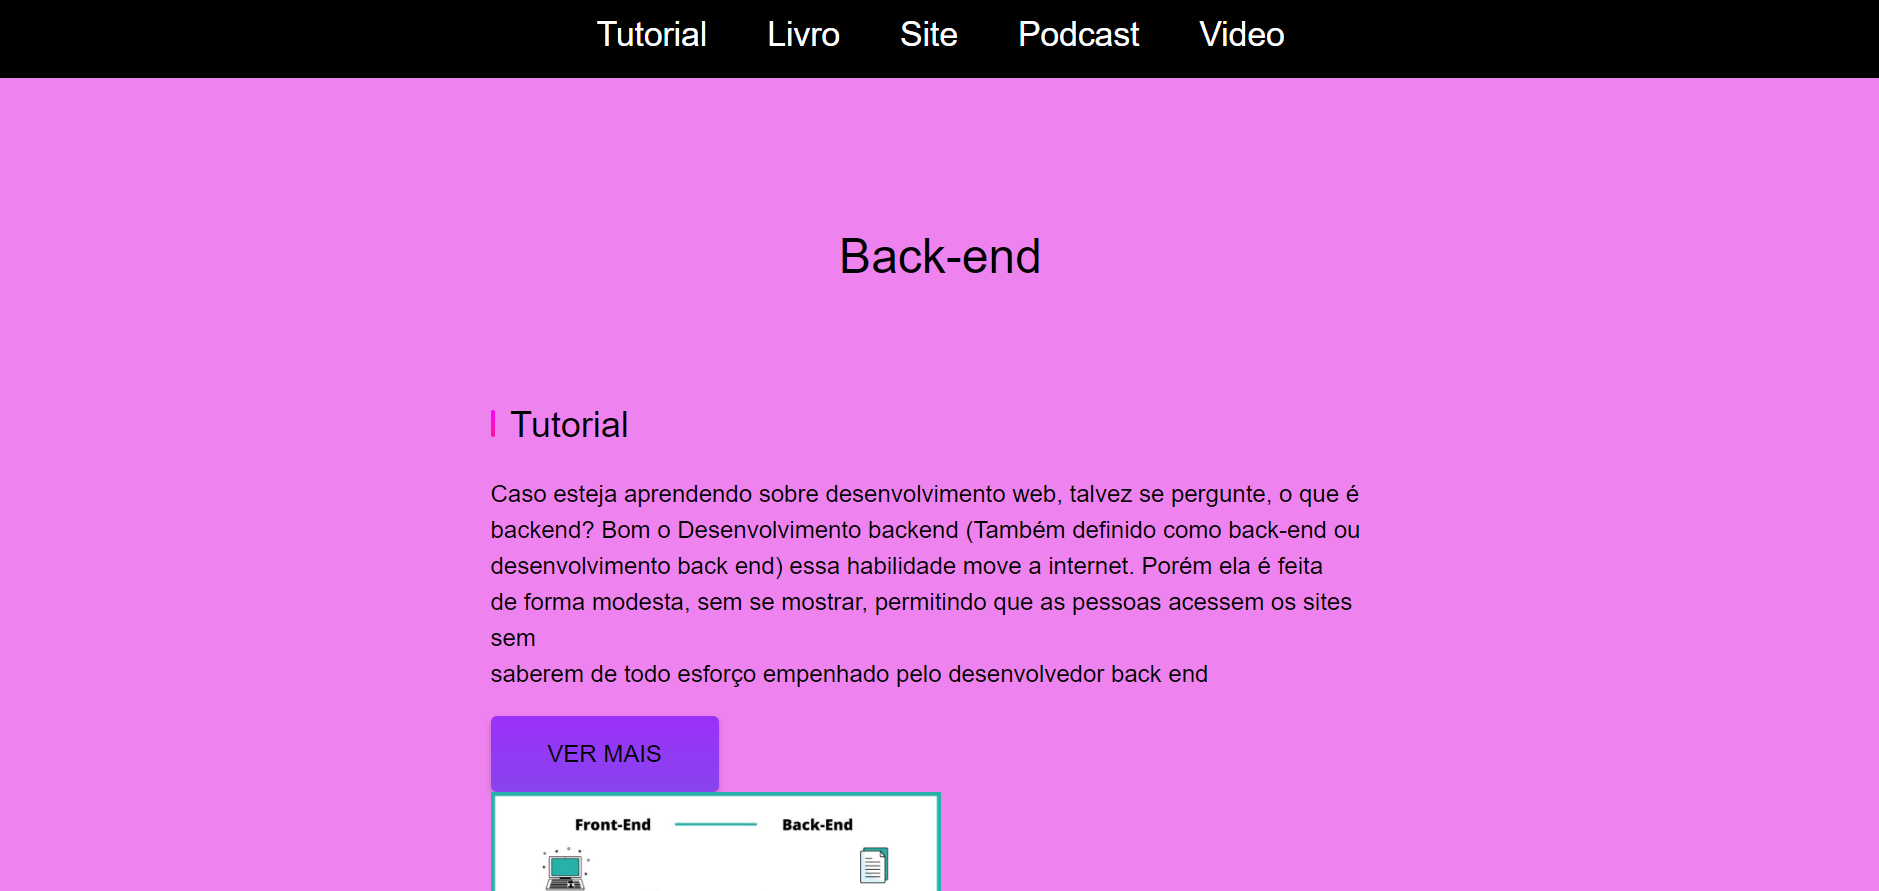 Tutorial Livro Site Podcast Video
Back-end
Tutorial
Caso esteja aprendendo sobre desenvolvimento web, talvez se pergunte, o que é
backend? Bom o Desenvolvimento backend (Também definido como back-end ou
desenvolvimento back end) essa habilidade move a internet. Porém ela é feita
de forma modesta, sem se mostrar, permitindo que as pessoas acessem os sites
sem
saberem de todo esforço empenhado pelo desenvolvedor back end
VER MAIS
Front-End Back-End